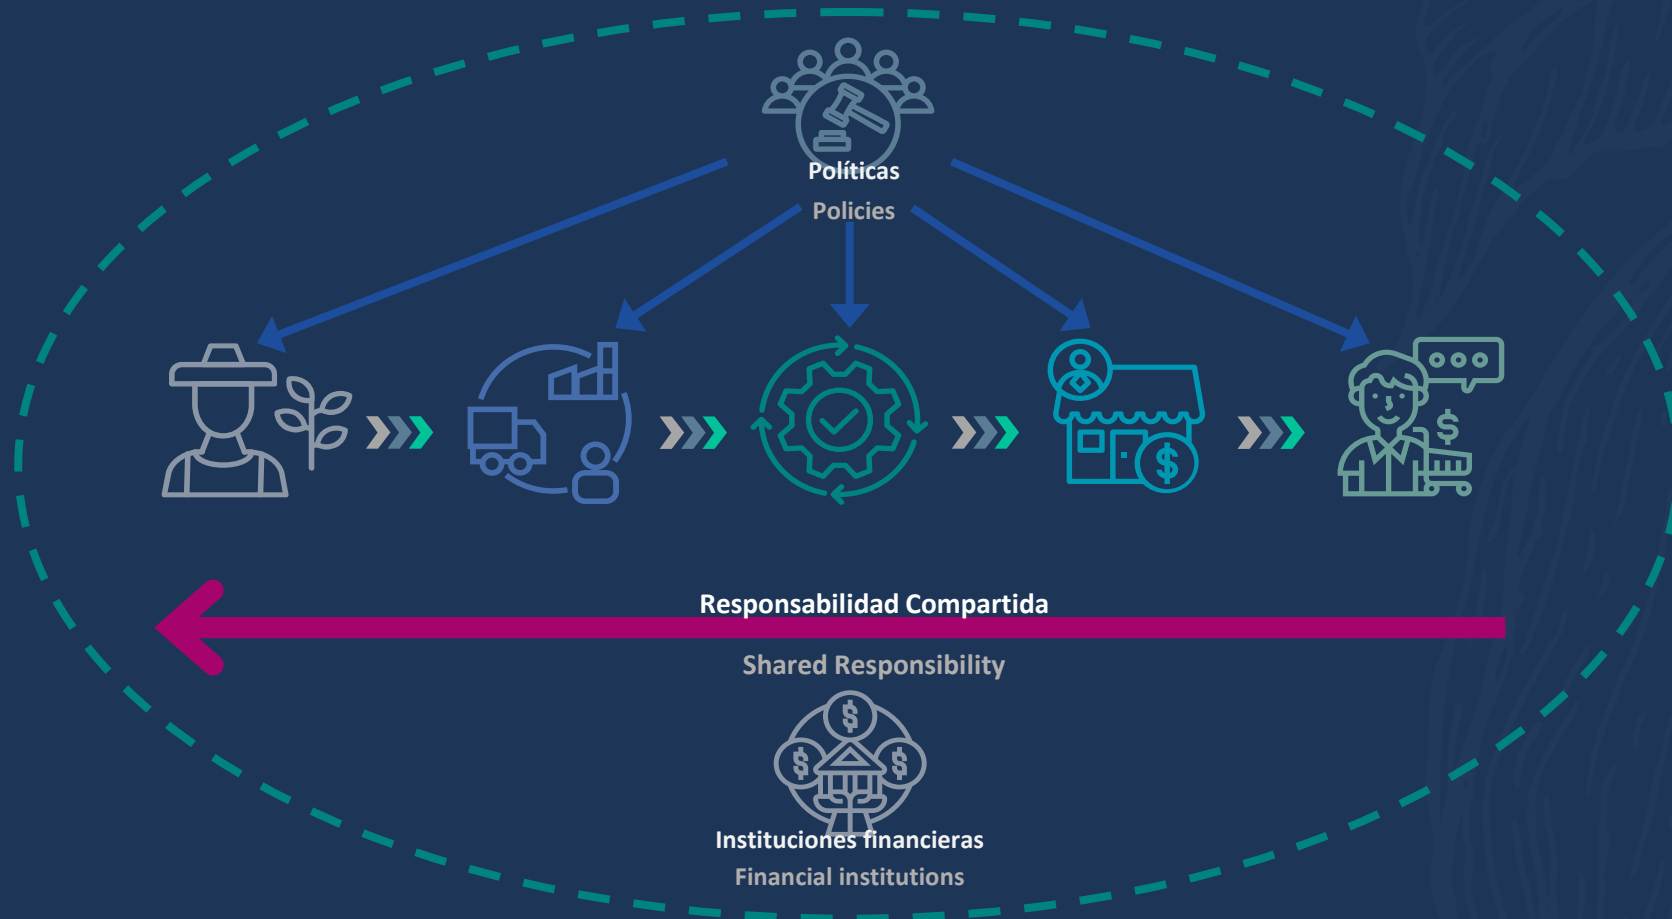 Políticas
Policies
Responsabilidad Compartida
Shared Responsibility
Instituciones financieras
Financial institutions